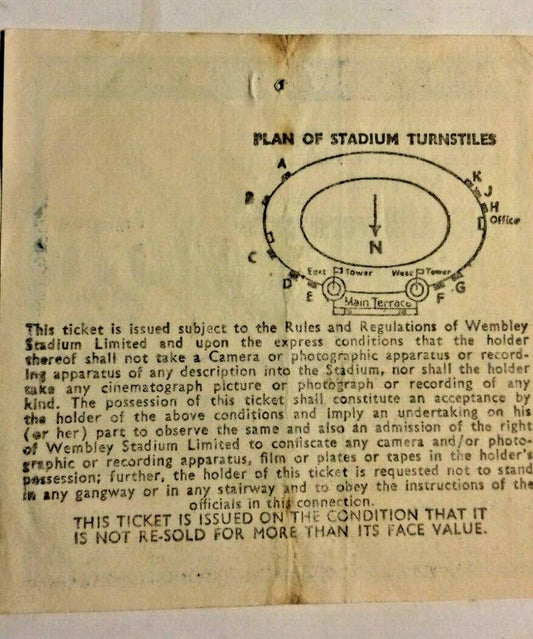 PLAN OF STADIUM TURNSTILES
A
K
B
J
H
Office
N
C
East Tower
West Tower
D
E
F
G
Main Terrace
This ticket is issued subject to the Rules and Regulations of Wembley
Stadium Limited and upon the express conditions that the holder
thereof shall not take a Camera or photographic apparatus or record-
ing apparatus of any description into the Stadium, nor shall the holder
take any cinematograph picture or photograph or recording of any
kind. The possession of this ticket shall constitute an acceptance by
the holder of the above conditions and imply an undertaking on his
(or her) part to observe the same and also an admission of the right
of Wembley Stadium Limited to confiscate any camera and/or photo-
graphic or recording apparatus, film or plates or tapes in the holder's
possession; further, the holder of this ticket is requested not to stand
in any gangway or in any stairway and to obey the instructions of the
officials in this connection.
THIS TICKET IS ISSUED ON THE CONDITION THAT IT
IS NOT RE-SOLD FOR MORE THAN ITS FACE VALUE.